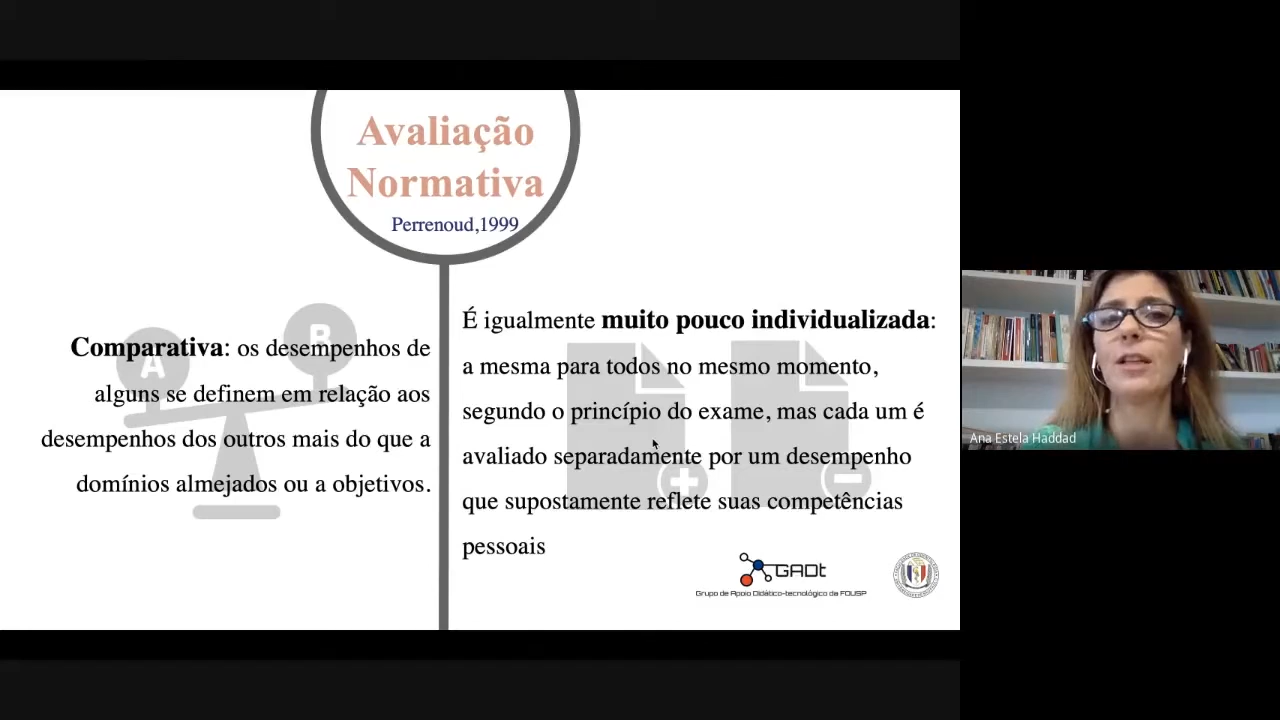 Avaliação
Normativa
Perrenoud,1999
A
B
Comparativa: os desempenhos de
alguns se definem em relação aos
desempenhos dos outros mais do que a
domínios almejados ou a objetivos.
É igualmente muito pouco individualizada:
a mesma para todos no mesmo momento,
segundo o princípio do exame, mas cada um é
avaliado separadamente por um desempenho
que supostamente reflete suas competências
pessoais
GADt
Grupo de Apoio Didático-tecnológico da FOUSP
Ana Estela Haddad